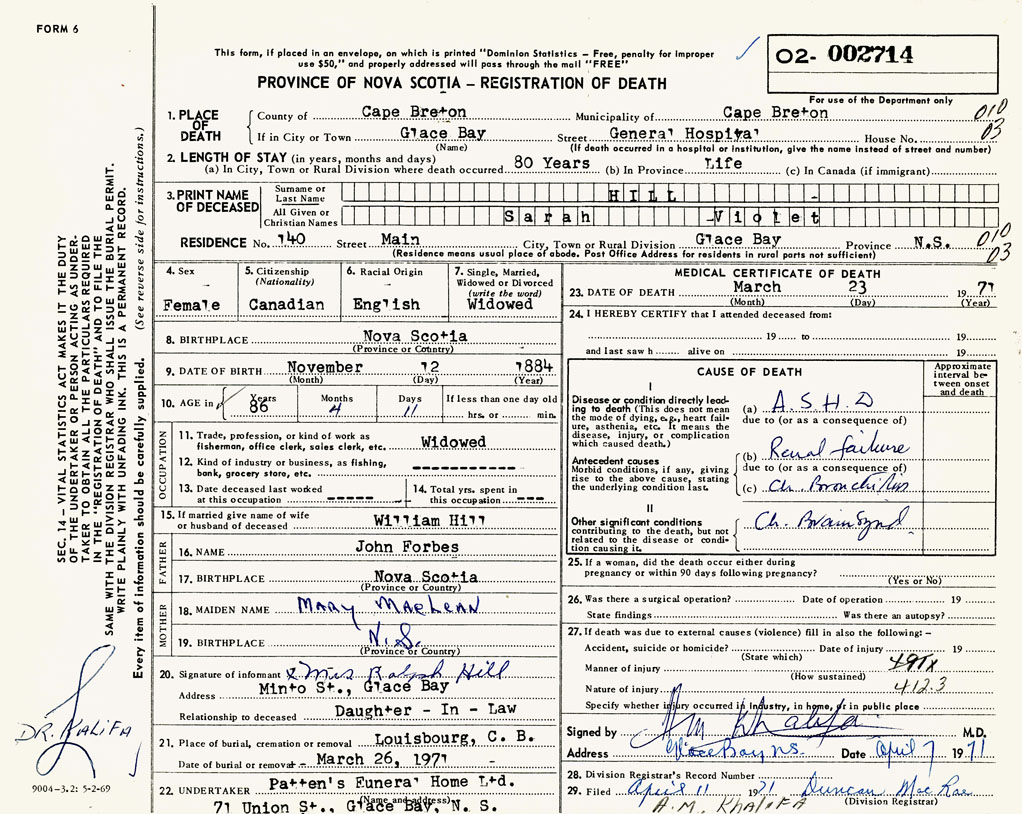 FORM 6
This form, if placed in an envelope, on which is printed "Dominion Statistics – Free, penalty for improper
use $50," and properly addressed will pass through the mail "FREE"
PROVINCE OF NOVA SCOTIA – REGISTRATION OF DEATH
02- 002714
For use of the Department only
1. PLACE OF DEATH
County of Cape Breton Municipality of Cape Breton 010
If in City or Town Glace Bay Street General Hospital House No. 03
(Name) (If death occurred in a hospital or institution, give the name instead of street and number)
2. LENGTH OF STAY (in years, months and days)
(a) In City, Town or Rural Division where death occurred 80 Years (b) In Province Life (c) In Canada (if immigrant)
3. PRINT NAME OF DECEASED
Surname or Last Name HILL
All Given or Christian Names Sarah Violet
RESIDENCE No. 140 Street Main City, Town or Rural Division Glace Bay Province N.S. 010
(Residence means usual place of abode. Post Office Address for residents in rural parts not sufficient) 03
4. Sex
Female
5. Citizenship
(Nationality)
Canadian
6. Racial Origin
English
7. Single, Married,
Widowed or Divorced
(write the word)
Widowed
8. BIRTHPLACE Nova Scotia
(Province or Country)
9. DATE OF BIRTH November 12 1884
(Month) (Day) (Year)
10. AGE in Years Months Days If less than one day old
86 4 11 hrs. or min.
OCCUPATION
11. Trade, profession, or kind of work as
fisherman, office clerk, sales clerk, etc. Widowed
12. Kind of industry or business, as fishing,
bank, grocery store, etc. -----------
13. Date deceased last worked
at this occupation -----
14. Total yrs. spent in
this occupation -----
15. If married give name of wife
or husband of deceased William Hill
FATHER
16. NAME John Forbes
17. BIRTHPLACE Nova Scotia
(Province or Country)
MOTHER
18. MAIDEN NAME Mary MacLean
19. BIRTHPLACE N.S.
(Province or Country)
20. Signature of informant x Mrs Ralph Hill
Address Minto St., Glace Bay
Relationship to deceased Daughter - In - Law
21. Place of burial, cremation or removal Louisbourg, C. B.
Date of burial or removal March 26, 1971
22. UNDERTAKER Patten's Funeral Home Ltd.
(Name and address)
71 Union St., Glace Bay, N. S.
MEDICAL CERTIFICATE OF DEATH
23. DATE OF DEATH March 23 1971
(Month) (Day) (Year)
24. I HEREBY CERTIFY that I attended deceased from:
19 to 19
and last saw h alive on 19
CAUSE OF DEATH
Approximate interval between onset and death
I
Disease or condition directly leading to death (This does not
mean the mode of dying, e.g., heart failure, asthenia, etc. It means the
disease, injury, or complication
which caused death.)
(a) A.S.H.D
due to (or as a consequence of)
Antecedent causes
Morbid conditions, if any, giving
rise to the above cause, stating
the underlying condition last.
(b) Renal failure
due to (or as a consequence of)
(c) Ch. Bronchitis
II
Other significant conditions
contributing to the death, but not
related to the disease or condition causing it.
Ch. Brain Synd
25. If a woman, did the death occur either during
pregnancy or within 90 days following pregnancy?
(Yes or No)
26. Was there a surgical operation? Date of operation 19
State findings Was there an autopsy?
27. If death was due to external causes (violence) fill in also the following: –
Accident, suicide or homicide? Date of injury 19
(State which)
Manner of injury 491X
(How sustained)
Nature of injury 412.3
Specify whether injury occurred in industry, in home, or in public place
Signed by Khalifa M.D.
Address Glace Bay N.S. Date April 7 1971
28. Division Registrar's Record Number
29. Filed April 11 1971 Duncan MacRae
(Division Registrar)
A.M. KHALIFA
SEC. 14 – VITAL STATISTICS ACT MAKES IT THE DUTY
OF THE UNDERTAKER OR PERSON ACTING AS UNDERTAKER TO OBTAIN ALL THE PARTICULARS REQUIRED
IN THE "REGISTRATION OF DEATH" AND TO FILE THE
SAME WITH THE DIVISION REGISTRAR WHO SHALL ISSUE THE BURIAL PERMIT.
WRITE PLAINLY WITH UNFADING INK. THIS IS A PERMANENT RECORD.
Every item of information should be carefully supplied. (See reverse side for instructions.)
DR. KALIFA
9004-3.2: 5-2-69